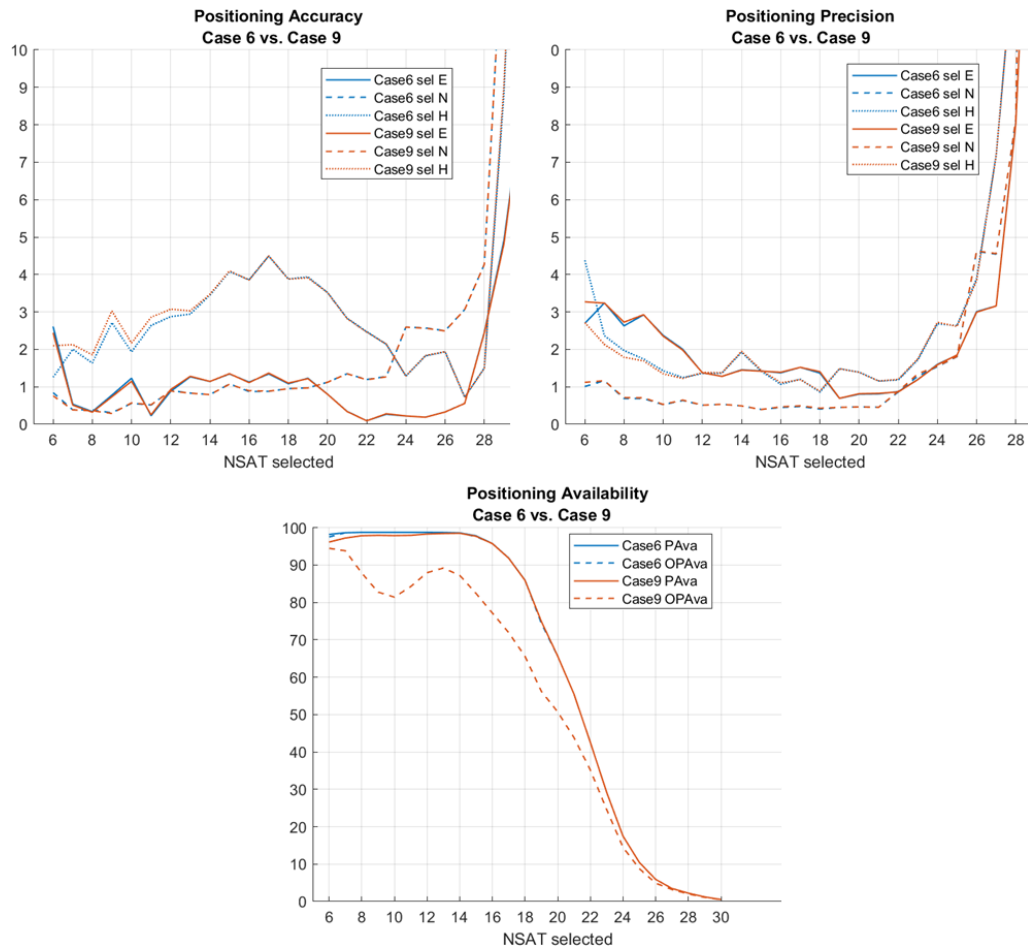 Positioning Accuracy
Case 6 vs. Case 9
10
9
8
7
6
5
4
3
2
1
0
Case6 sel E
Case6 sel N
Case6 sel H
Case9 sel E
Case9 sel N
Case9 sel H
6 8 10 12 14 16 18 20 22 24 26 28
NSAT selected
Positioning Precision
Case 6 vs. Case 9
0
9
8
7
6
5
4
3
2
1
0
Case6 sel E
Case6 sel N
Case6 sel H
Case9 sel E
Case9 sel N
Case9 sel H
6 8 10 12 14 16 18 20 22 24 26 28
NSAT selected
Positioning Availability
Case 6 vs. Case 9
100
90
80
70
60
50
40
30
20
10
0
Case6 PAva
Case6 OPAva
Case9 PAva
Case9 OPAva
6 8 10 12 14 16 18 20 22 24 26 28 30
NSAT selected